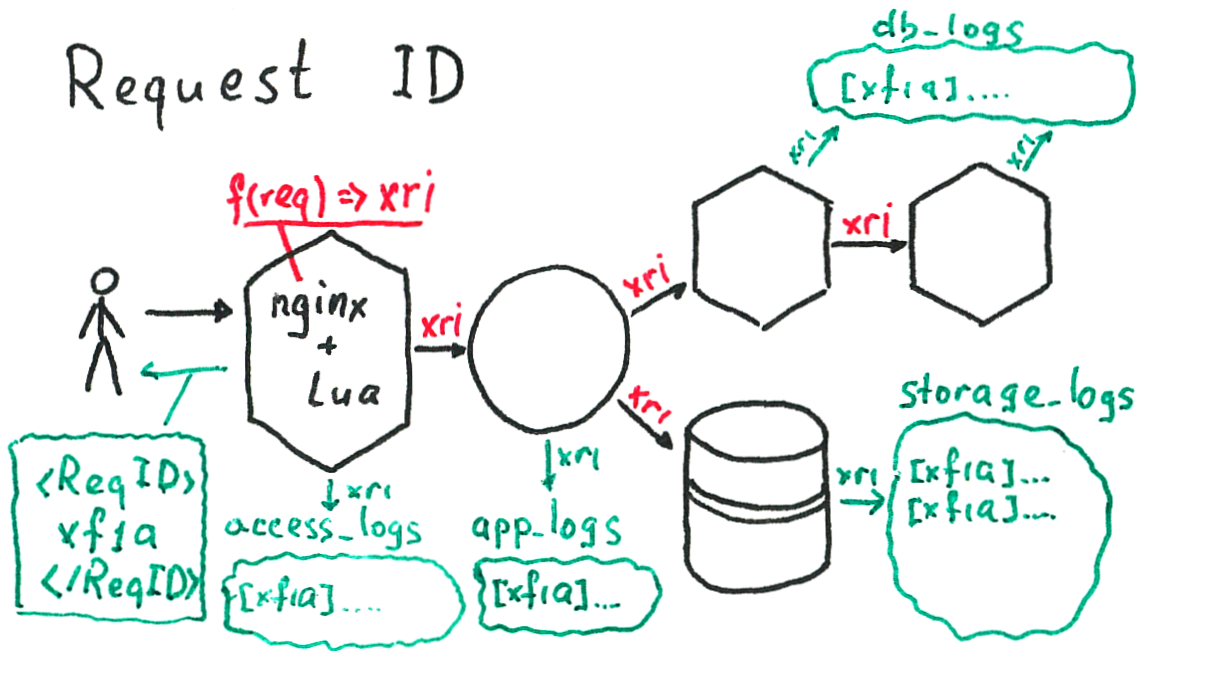 Request ID
db_logs
[xf1a]....
xri
xri
f(req) => xri
xri
xri
nginx
+
Lua
xri
xri
storage_logs
<ReqID>
xf1a
</ReqID>
xri
access_logs
[xf1a]....
xri
app_logs
[xf1a]...
xri
[xf1a]...
[xf1a]....